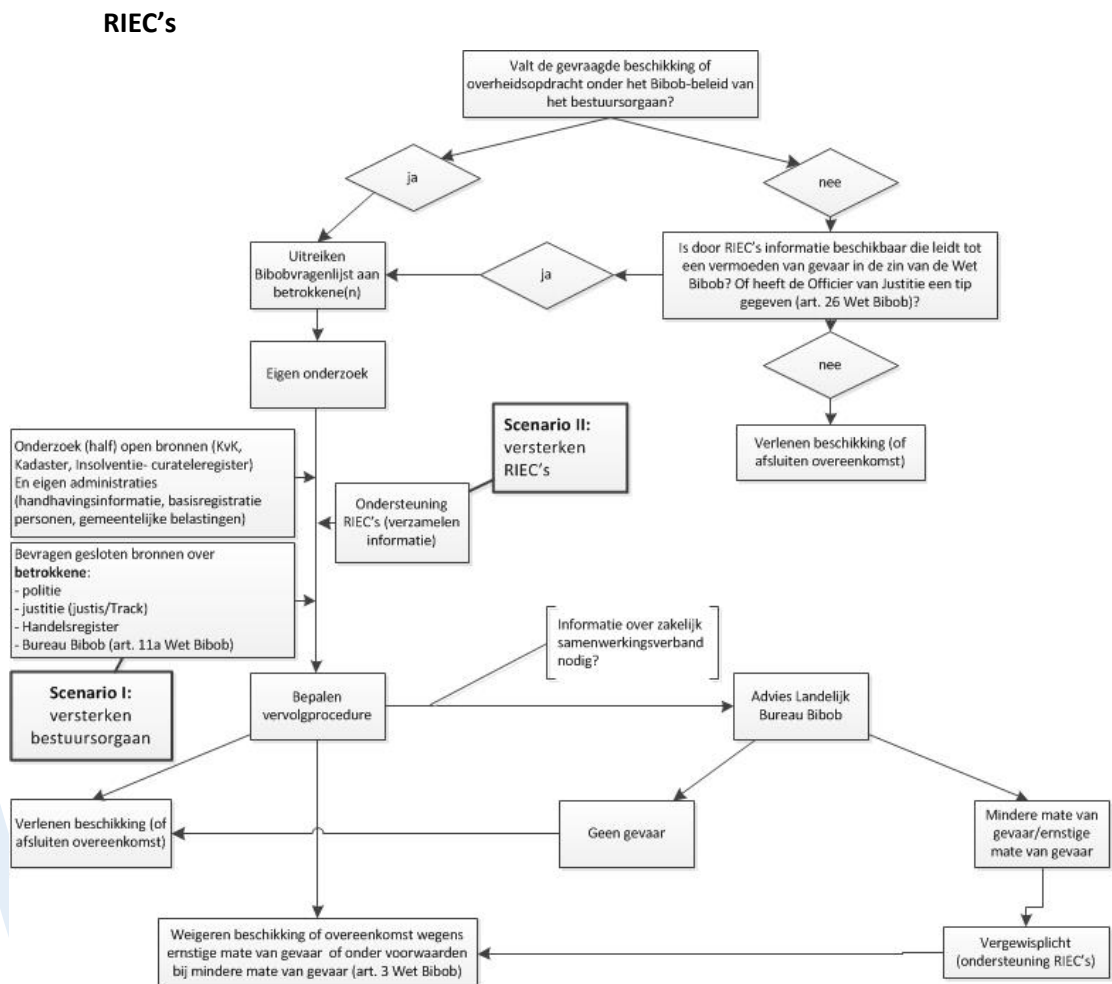 RIEC's
Valt de gevraagde beschikking of
overheidsopdracht onder het Bibob-beleid van
het bestuursorgaan?
ja
nee
Uitreiken
Bibobvragenlijst aan
betrokkene(n)
ja
Is door RIEC's informatie beschikbaar die leidt tot
een vermoeden van gevaar in de zin van de Wet
Bibob? Of heeft de Officier van Justitie een tip
gegeven (art. 26 Wet Bibob)?
Eigen onderzoek
nee
Verlenen beschikking (of
afsluiten overeenkomst)
Onderzoek (half) open bronnen (KvK,
Kadaster, Insolventie- curateleregister)
En eigen administraties
(handhavingsinformatie, basisregistratie
personen, gemeentelijke belastingen)
Scenario II:
versterken
RIEC's
Ondersteuning
RIEC's (verzamelen
informatie)
Bevragen gesloten bronnen over
betrokkene:
- politie
- justitie (justis/Track)
- Handelsregister
- Bureau Bibob (art. 11a Wet Bibob)
Informatie over zakelijk
samenwerkingsverband
nodig?
Scenario I:
versterken
bestuursorgaan
Bepalen
vervolgprocedure
Advies Landelijk
Bureau Bibob
Verlenen beschikking (of
afsluiten overeenkomst)
Geen gevaar
Mindere mate van
gevaar/ernstige
mate van gevaar
Weigeren beschikking of overeenkomst wegens
ernstige mate van gevaar of onder voorwaarden
bij mindere mate van gevaar (art. 3 Wet Bibob)
Vergewisplicht
(ondersteuning RIEC's)